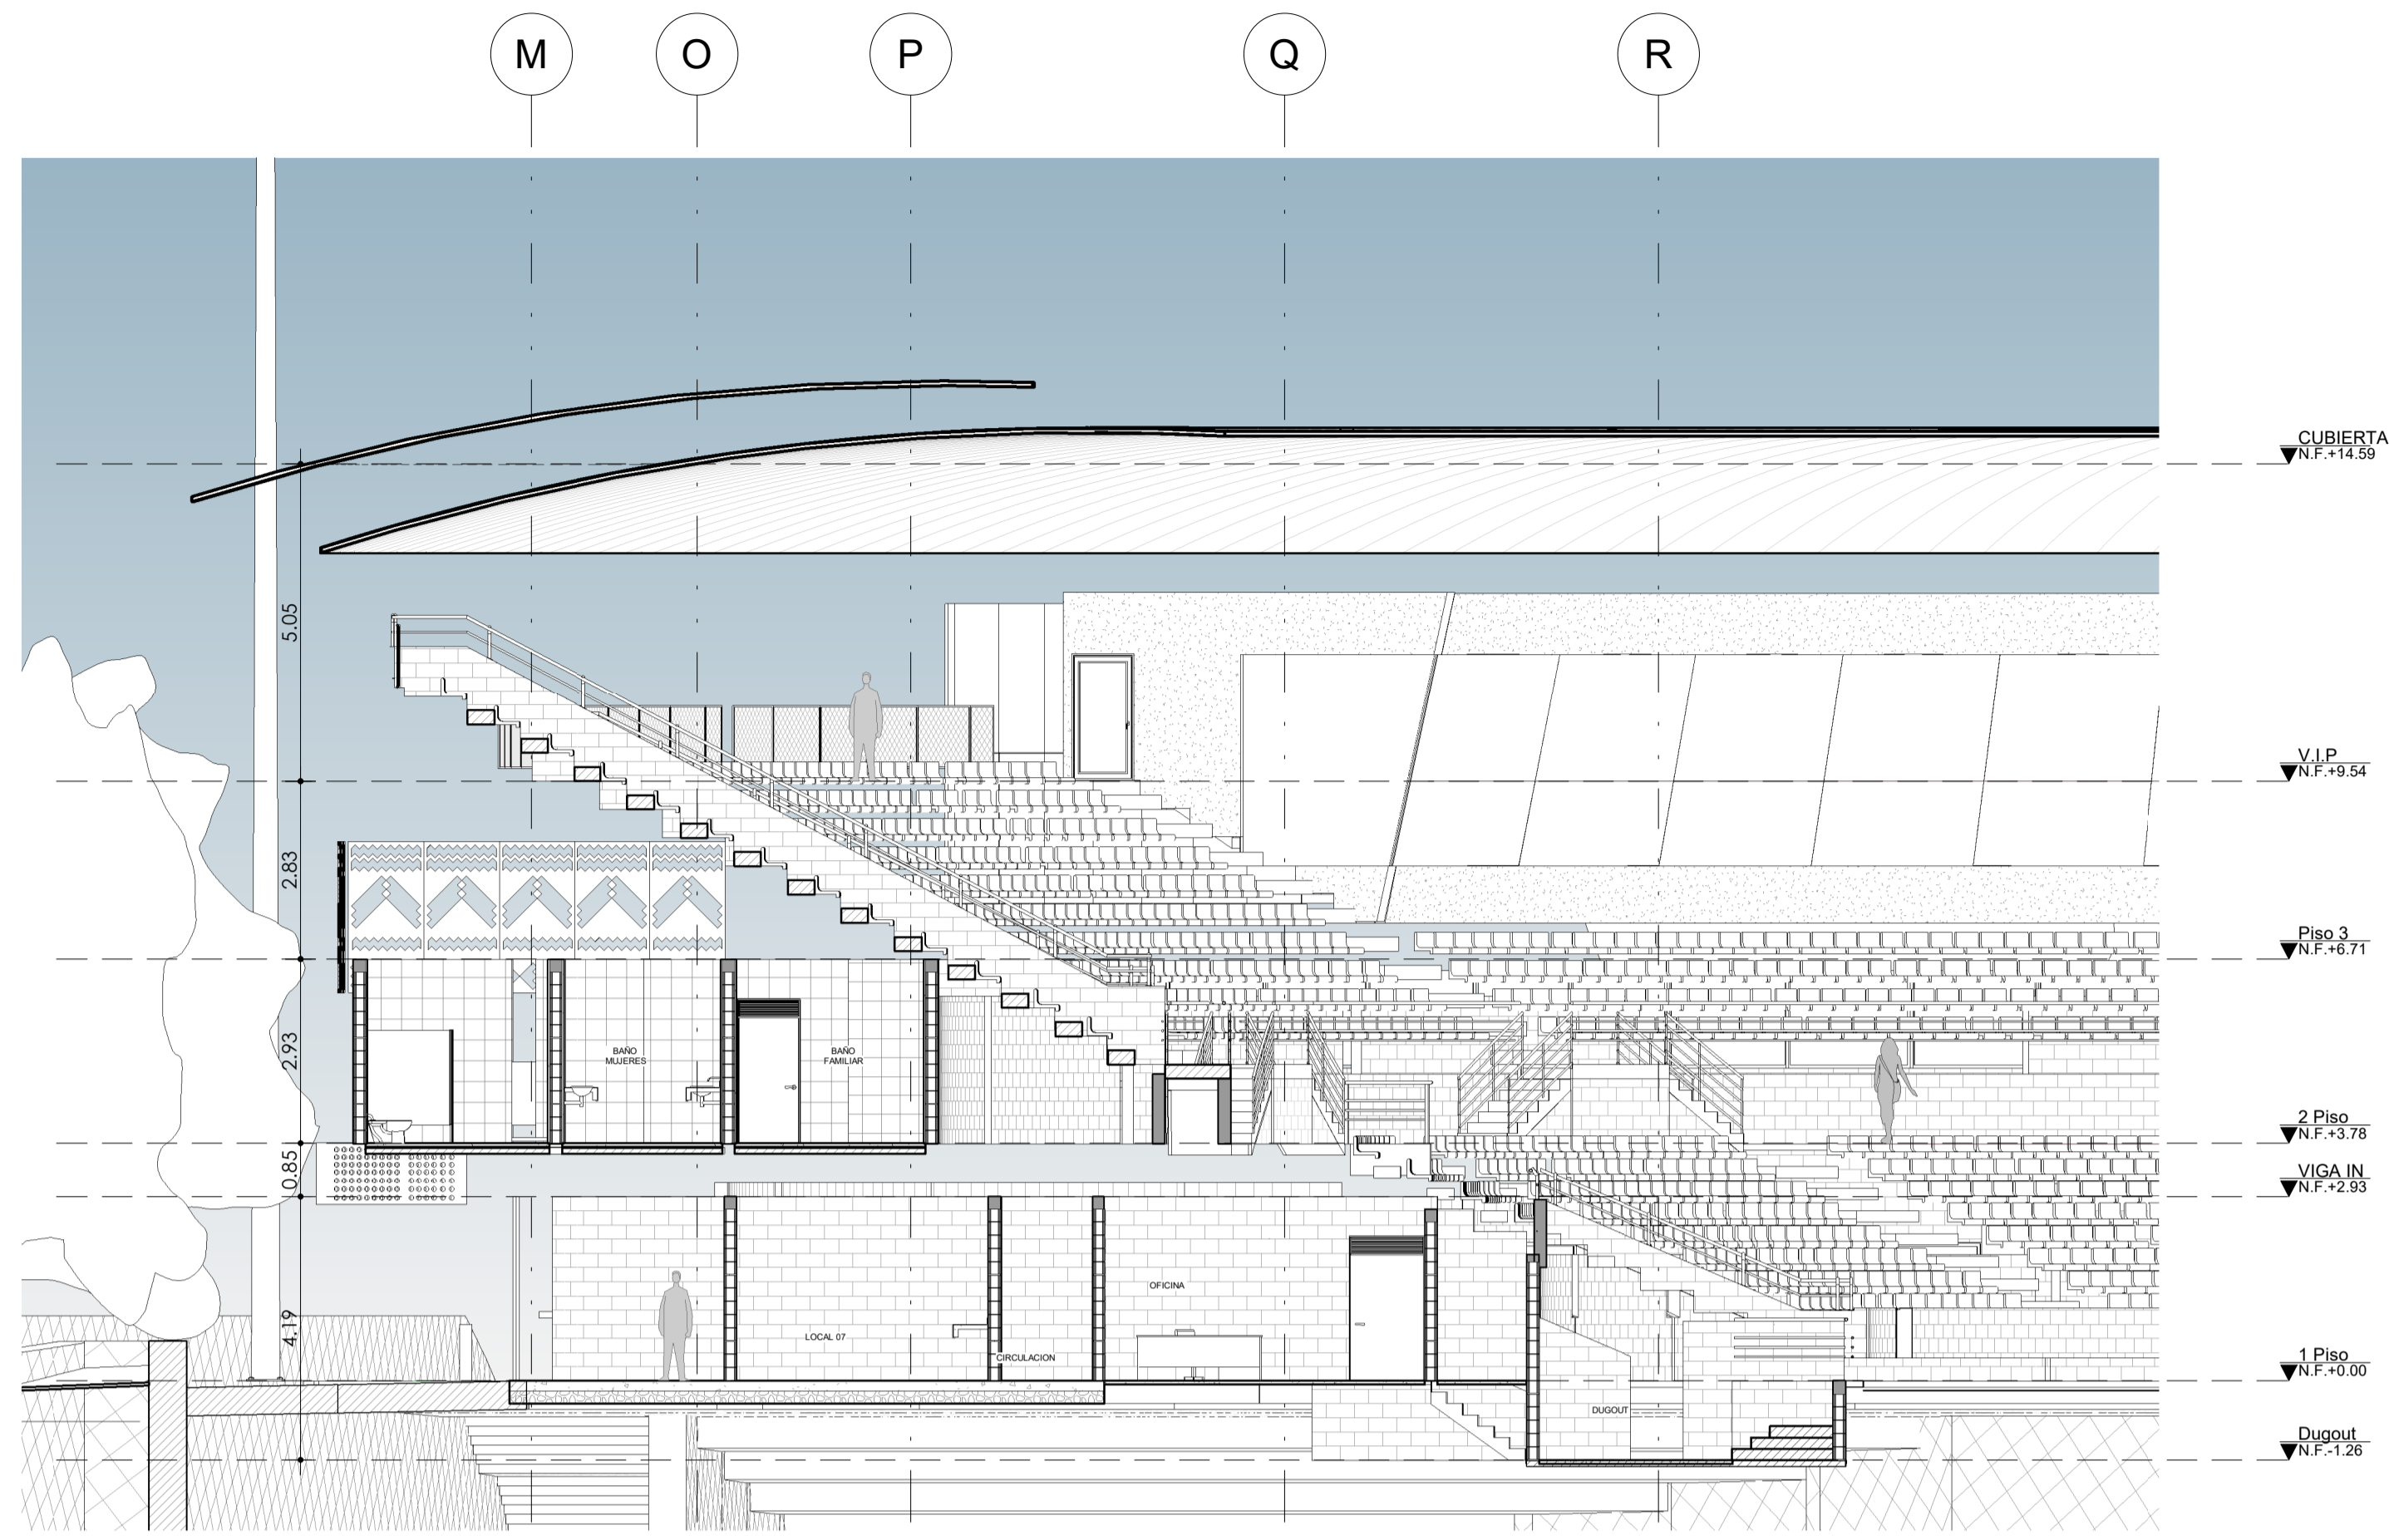 M O P Q R
CUBIERTA
N.F.+14.59
5.05
V.I.P
N.F.+9.54
2.83
Piso 3
N.F.+6.71
2.93
BAÑO
MUJERES
BAÑO
FAMILIAR
2 Piso
N.F.+3.78
0.85
VIGA IN
N.F.+2.93
4.19
OFICINA
LOCAL 07
CIRCULACION
1 Piso
N.F.+0.00
DUGOUT
Dugout
N.F.-1.26